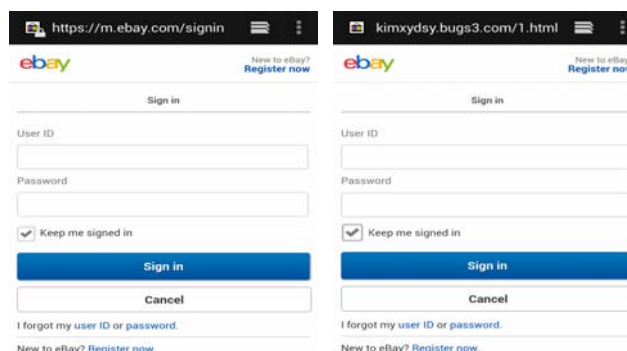 https://m.ebay.com/signin
ebay
New to eBay?
Register now
Sign in
User ID
Password
Keep me signed in
Sign in
Cancel
I forgot my user ID or password.
New to eBay? Register now.
kimxydsy.bugs3.com/1.html
ebay
New to eBay
Register now
Sign in
User ID
Password
Keep me signed in
Sign in
Cancel
I forgot my user ID or password.
New to eBay? Register now.